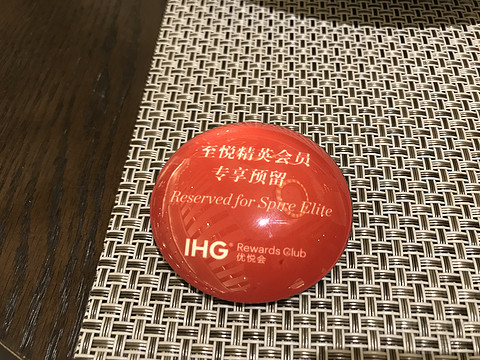 至悦精英会员
专享预留
Reserved for Spire Elite
IHG® Rewards Club
优悦会